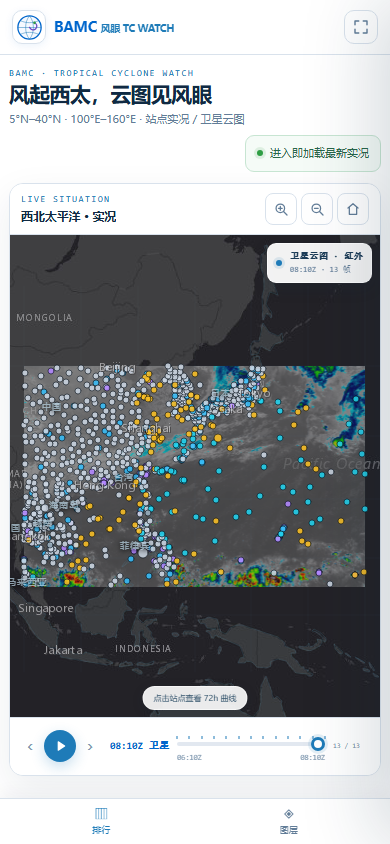 BAMC 风眼 TC WATCH
BAMC · TROPICAL CYCLONE WATCH
风起西太，云图见风眼
5°N–40°N · 100°E–160°E · 站点实况 / 卫星云图
进入即加载最新实况
LIVE SITUATION
西北太平洋 · 实况
卫星云图 · 红外
08:10Z · 13 帧
MONGOLIA
Beijing
中国
Shanghai
Hong Kong
Pacific Ocean
Singapore
Jakarta
INDONESIA
点击站点查看 72h 曲线
08:10Z 卫星
13 / 13
06:10Z
08:10Z
排行
图层